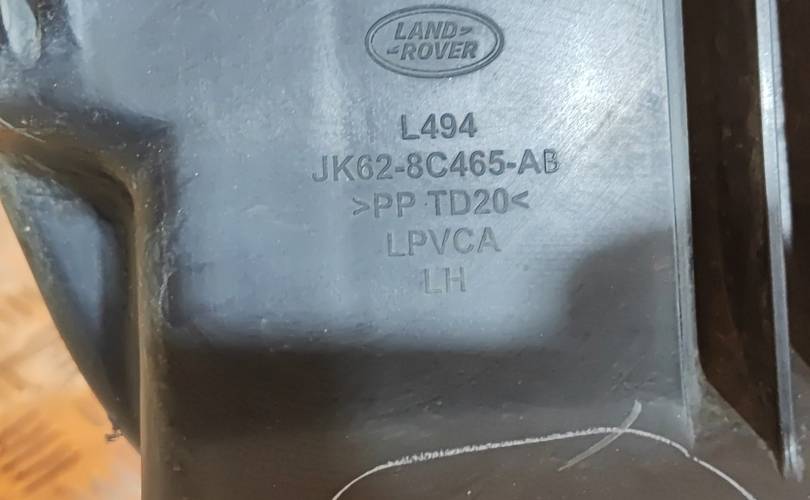 LAND
ROVER
L494
JK62-8C465-AB
>PP TD20<
LPVCA
LH